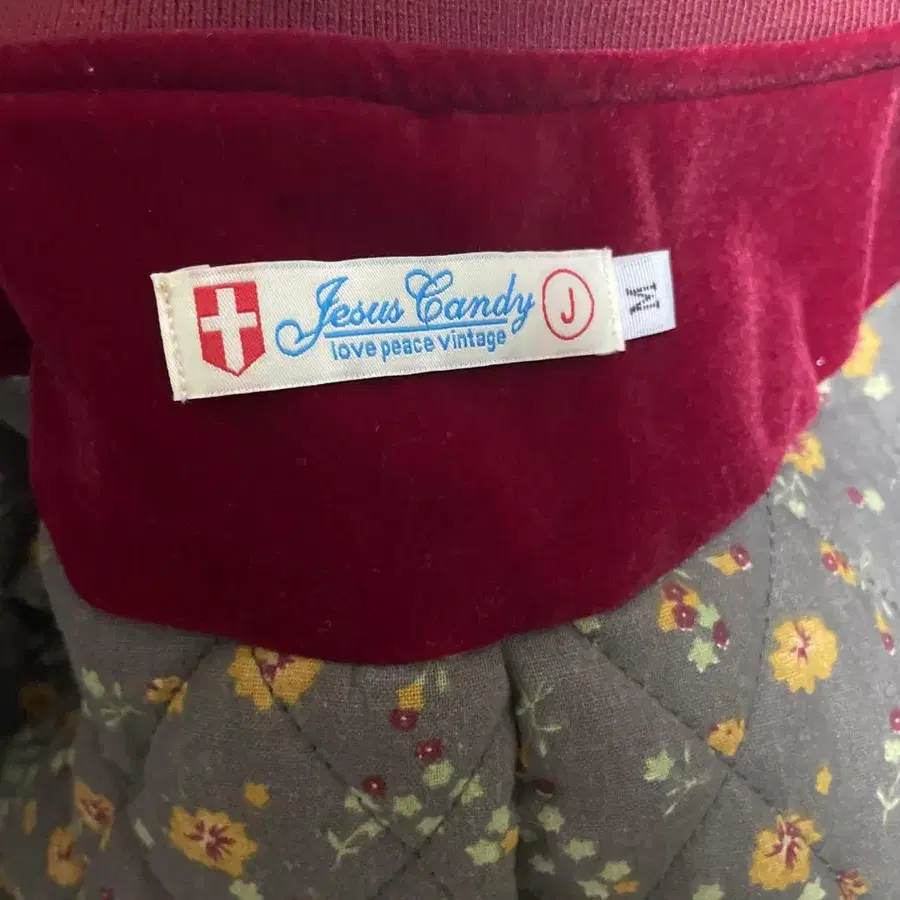 Jesus Candy J
love peace vintage
M